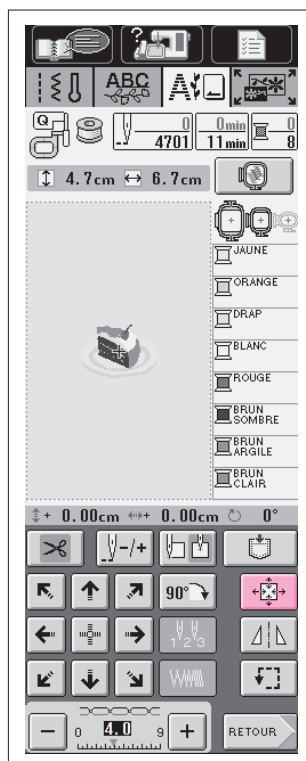 ?
ABC
A
Q
0
4701
0min
11min
0
8
4.7cm 6.7cm
JAUNE
ORANGE
DRAP
BLANC
ROUGE
BRUN
SOMBRE
BRUN
ARGILE
BRUN
CLAIR
+ 0.00cm + 0.00cm 0°
-/+
90°
1 2 3
- 0 4.0 9 +
RETOUR